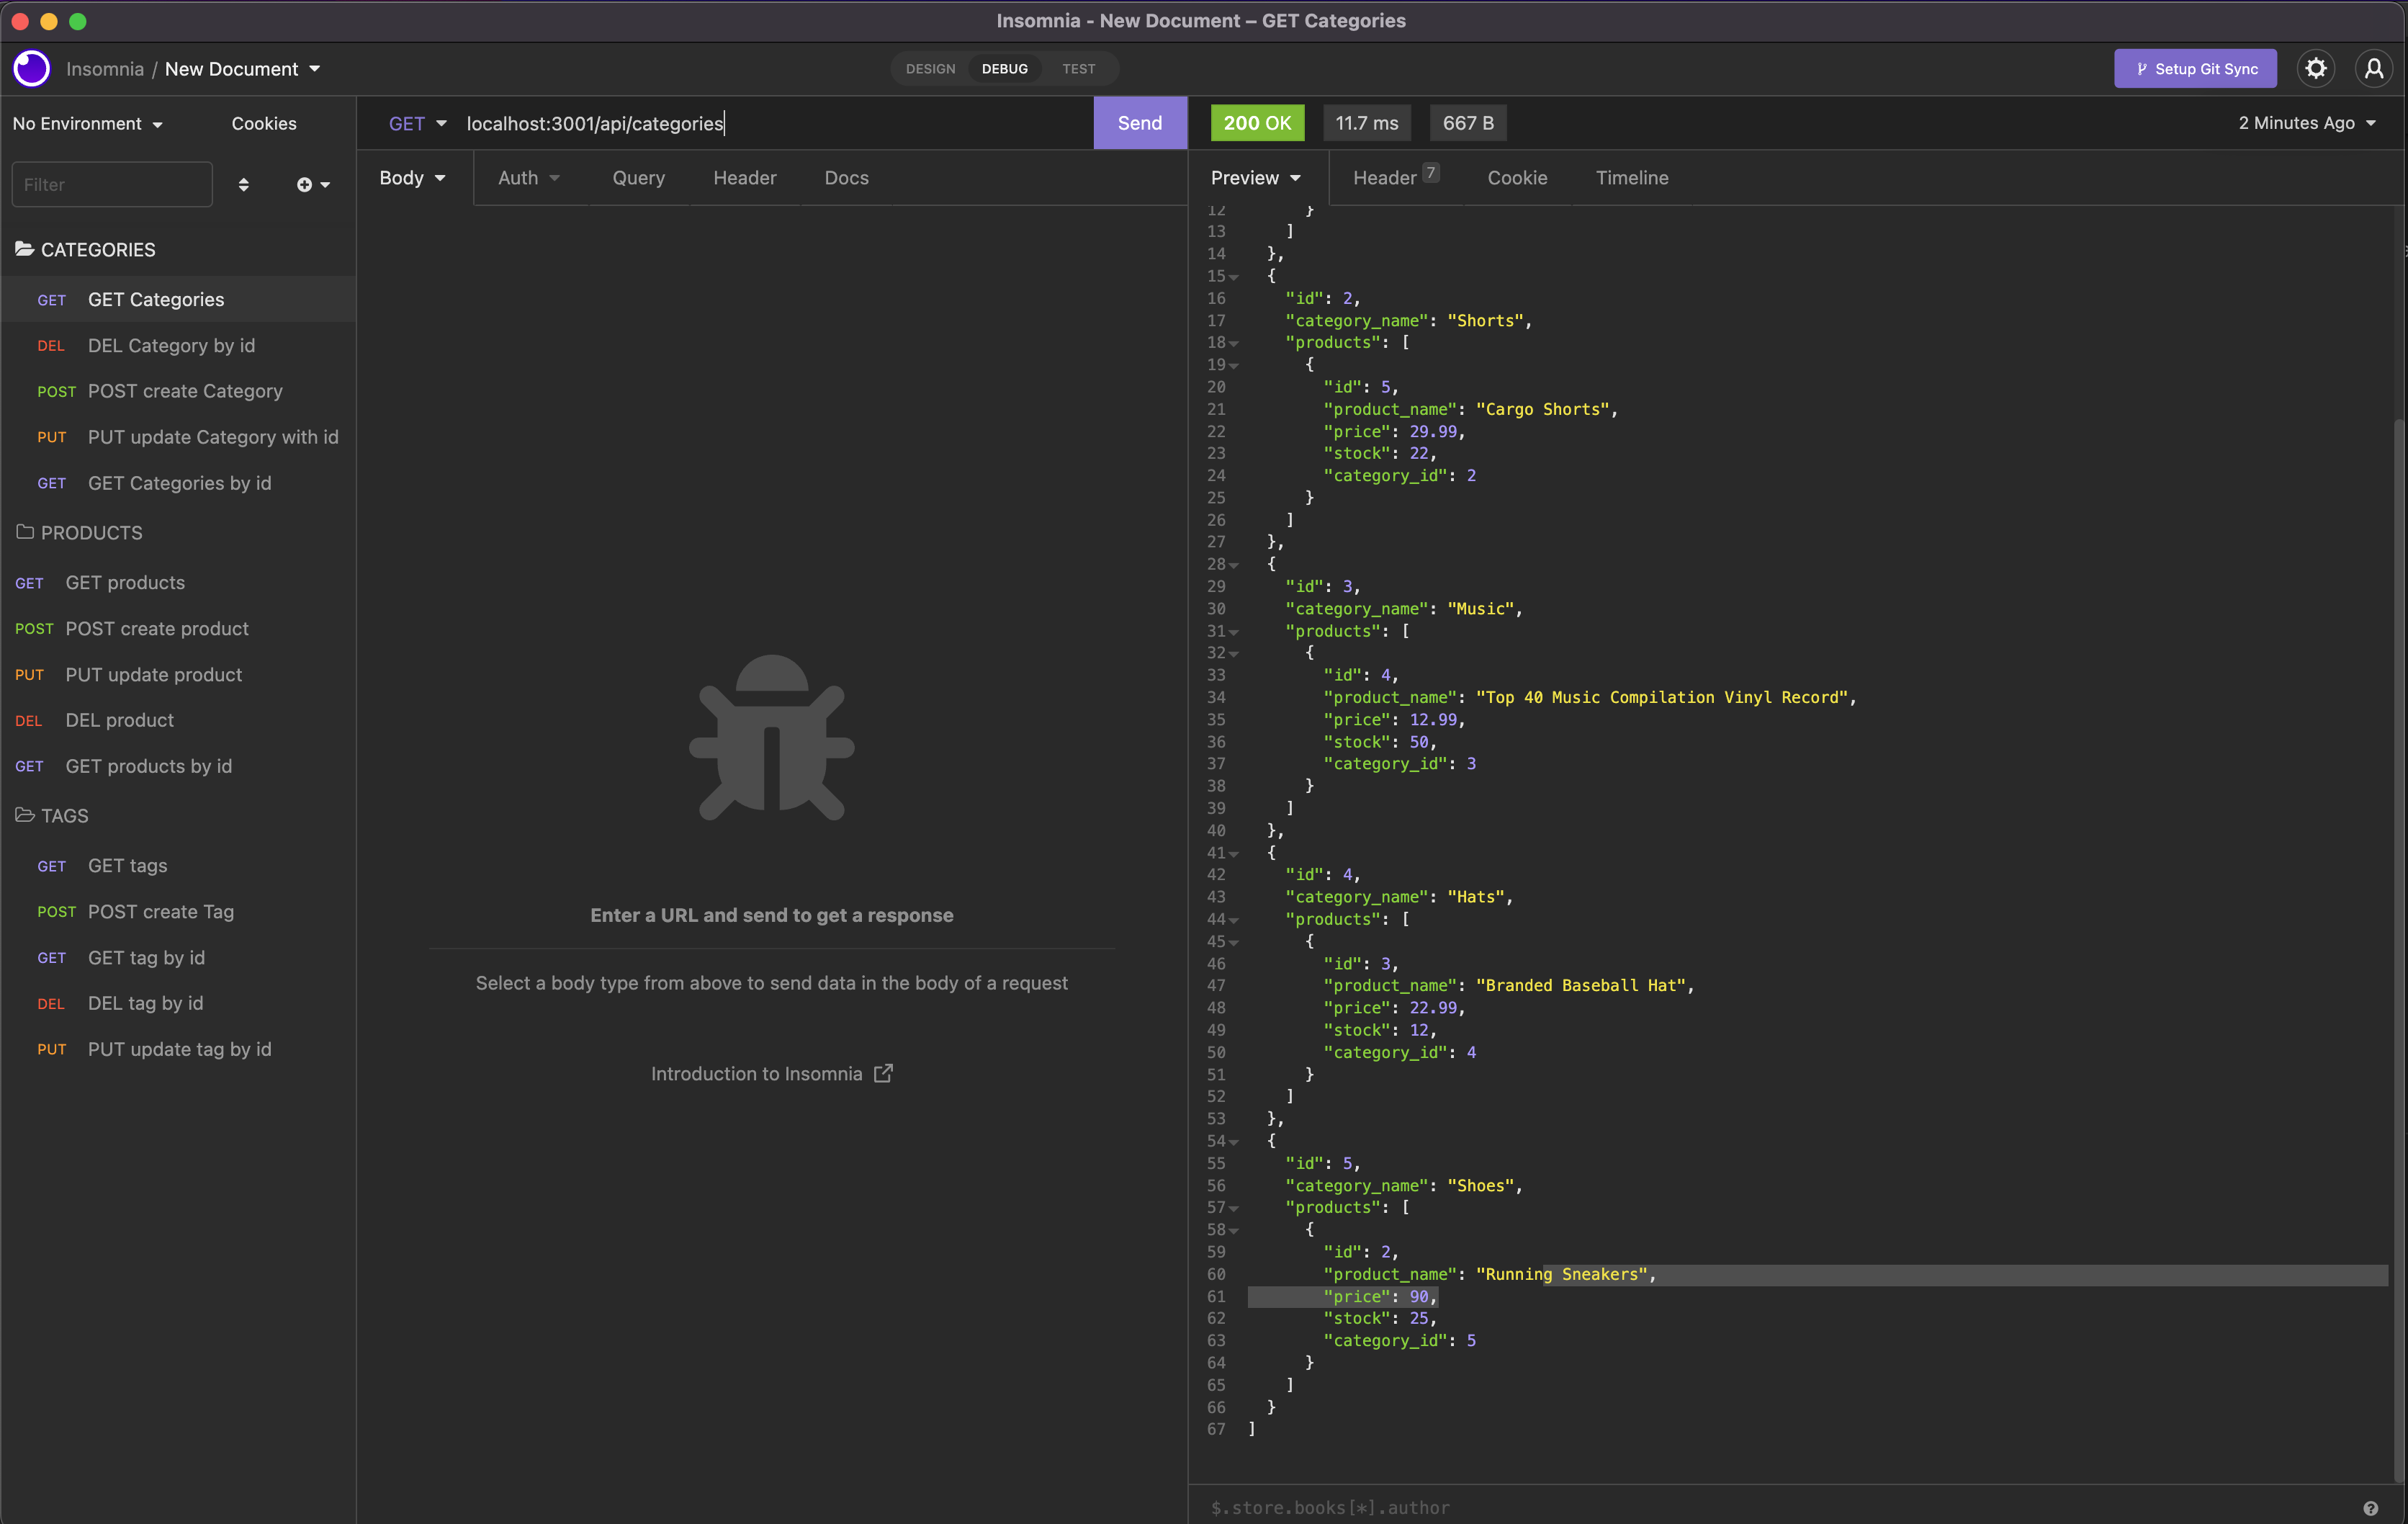 Insomnia - New Document – GET Categories
Insomnia / New Document
DESIGN DEBUG TEST
Setup Git Sync
No Environment Cookies
Filter
CATEGORIES
GET GET Categories
DEL DEL Category by id
POST POST create Category
PUT PUT update Category with id
GET GET Categories by id
PRODUCTS
GET GET products
POST POST create product
PUT PUT update product
DEL DEL product
GET GET products by id
TAGS
GET GET tags
POST POST create Tag
GET GET tag by id
DEL DEL tag by id
PUT PUT update tag by id
GET localhost:3001/api/categories Send
Body Auth Query Header Docs
Enter a URL and send to get a response
Select a body type from above to send data in the body of a request
Introduction to Insomnia
200 OK 11.7 ms 667 B 2 Minutes Ago
Preview Header 7 Cookie Timeline
12 }
13 ]
14 },
15 {
16 "id": 2,
17 "category_name": "Shorts",
18 "products": [
19 {
20 "id": 5,
21 "product_name": "Cargo Shorts",
22 "price": 29.99,
23 "stock": 22,
24 "category_id": 2
25 }
26 ]
27 },
28 {
29 "id": 3,
30 "category_name": "Music",
31 "products": [
32 {
33 "id": 4,
34 "product_name": "Top 40 Music Compilation Vinyl Record",
35 "price": 12.99,
36 "stock": 50,
37 "category_id": 3
38 }
39 ]
40 },
41 {
42 "id": 4,
43 "category_name": "Hats",
44 "products": [
45 {
46 "id": 3,
47 "product_name": "Branded Baseball Hat",
48 "price": 22.99,
49 "stock": 12,
50 "category_id": 4
51 }
52 ]
53 },
54 {
55 "id": 5,
56 "category_name": "Shoes",
57 "products": [
58 {
59 "id": 2,
60 "product_name": "Running Sneakers",
61 "price": 90,
62 "stock": 25,
63 "category_id": 5
64 }
65 ]
66 }
67 ]
$.store.books[*].author